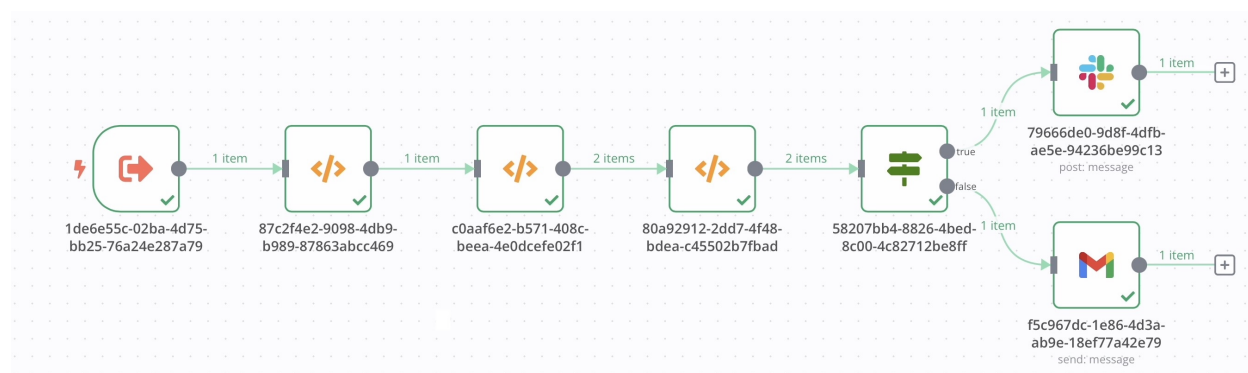 1 item
1 item
2 items
2 items
true
false
1 item
1 item
1 item
1 item
1de6e55c-02ba-4d75-
bb25-76a24e287a79
87c2f4e2-9098-4db9-
b989-87863abcc469
c0aaf6e2-b571-408c-
beea-4e0dcefe02f1
80a92912-2dd7-4f48-
bdea-c45502b7fbad
58207bb4-8826-4bed-
8c00-4c82712be8ff
79666de0-9d8f-4dfb-
ae5e-94236be99c13
post: message
f5c967dc-1e86-4d3a-
ab9e-18ef77a42e79
send: message